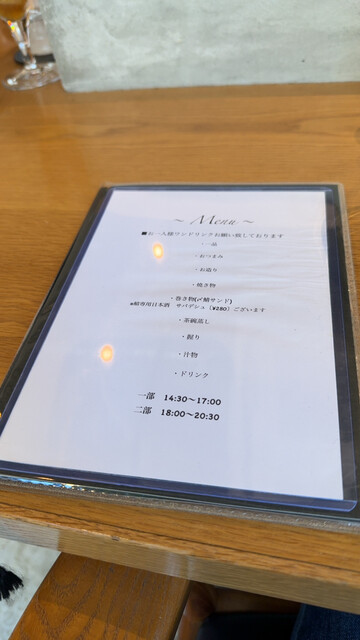 ～ Menu ～
■お一人様ワンドリンクお願い致しております
・一品
・おつまみ
・お造り
・焼き物
・巻き物(〆鯖サンド)
※鯖専用日本酒 サバデシュ（¥280）ございます
・茶碗蒸し
・握り
・汁物
・ドリンク
一部 14:30～17:00
二部 18:00～20:30